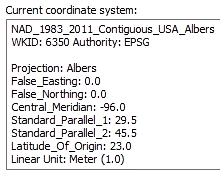 Current coordinate system:
NAD_1983_2011_Contiguous_USA_Albers
WKID: 6350 Authority: EPSG
Projection: Albers
False_Easting: 0.0
False_Northing: 0.0
Central_Meridian: -96.0
Standard_Parallel_1: 29.5
Standard_Parallel_2: 45.5
Latitude_Of_Origin: 23.0
Linear Unit: Meter (1.0)